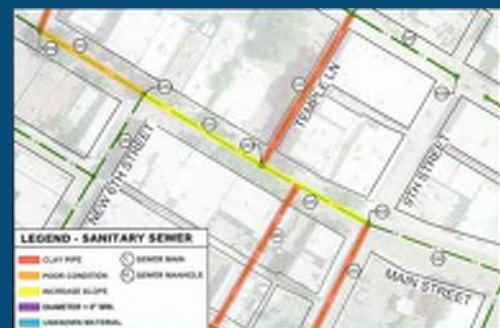 TEMPLE LN
9TH STREET
NEW 6TH STREET
MAIN STREET
LEGEND - SANITARY SEWER
CLAY PIPE
POOR CONDITION
INCREASE SLOPE
UNKNOWN MATERIAL
SEWER MAIN
SEWER MANHOLE